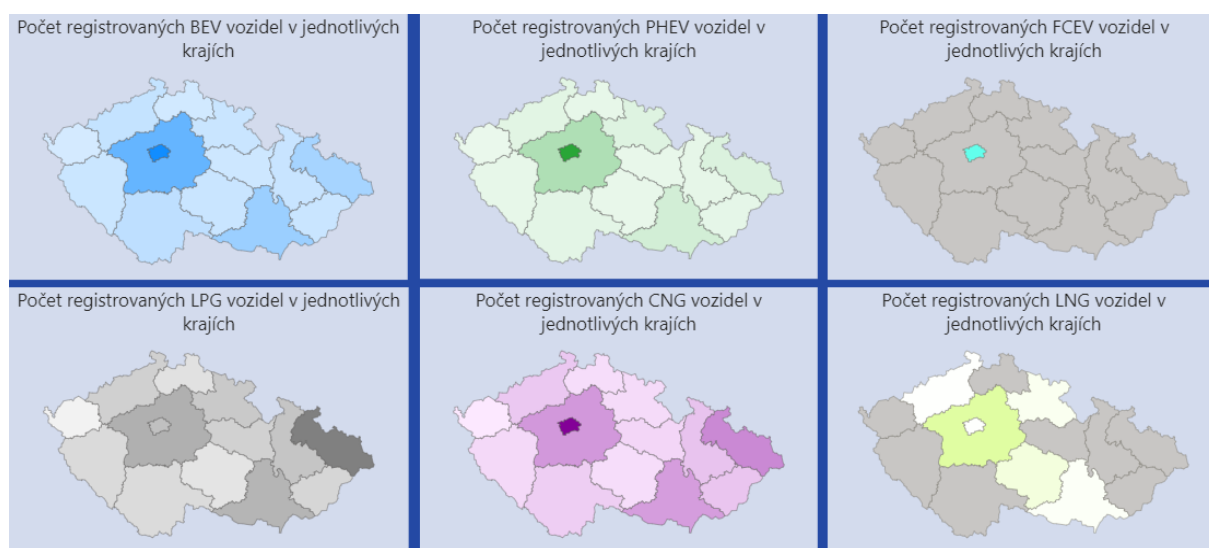 Počet registrovaných BEV vozidel v jednotlivých
krajích
Počet registrovaných PHEV vozidel v
jednotlivých krajích
Počet registrovaných FCEV vozidel v
jednotlivých krajích
Počet registrovaných LPG vozidel v jednotlivých
krajích
Počet registrovaných CNG vozidel v
jednotlivých krajích
Počet registrovaných LNG vozidel v
jednotlivých krajích